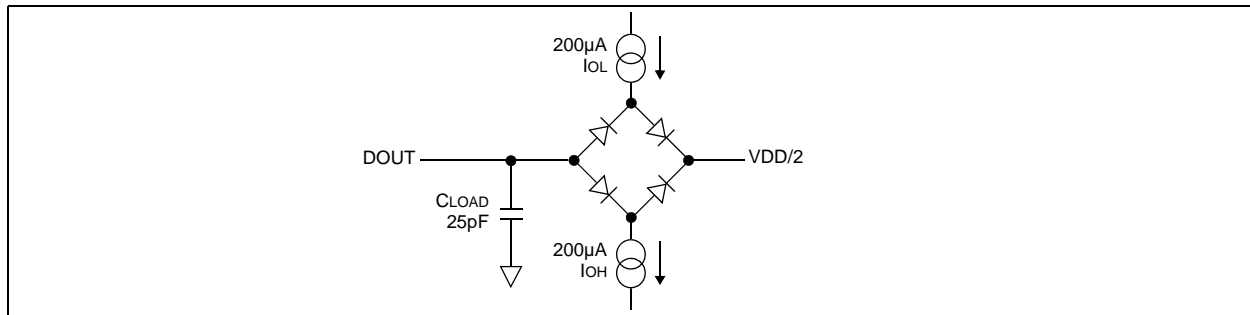 200µA
IOL
DOUT
VDD/2
CLOAD
25pF
200µA
IOH